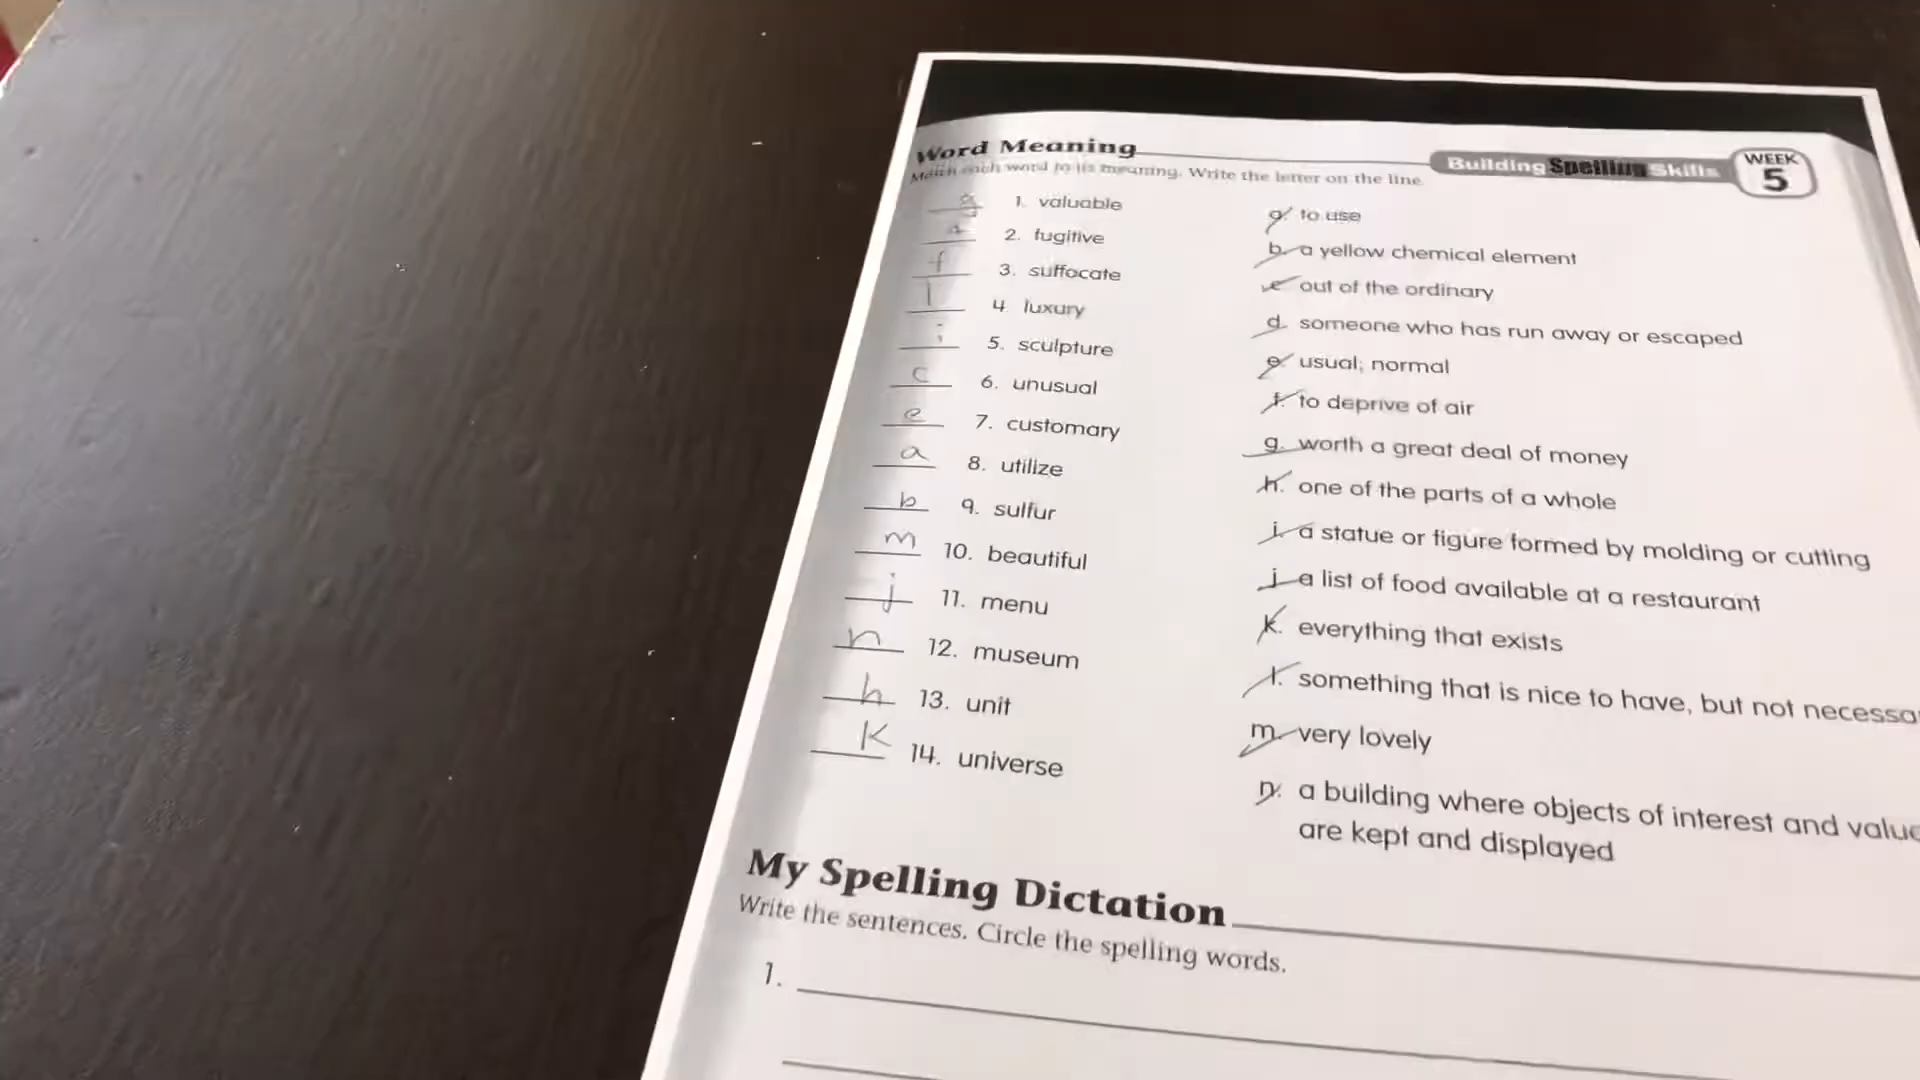 Word Meaning
Building Spelling Skills WEEK 5
Match each word to its meaning. Write the letter on the line.
g 1. valuable a. to use
2. fugitive b. a yellow chemical element
f 3. suffocate c. out of the ordinary
l 4. luxury d. someone who has run away or escaped
i 5. sculpture e. usual; normal
c 6. unusual f. to deprive of air
e 7. customary g. worth a great deal of money
a 8. utilize h. one of the parts of a whole
b 9. sulfur i. a statue or figure formed by molding or cutting
m 10. beautiful j. a list of food available at a restaurant
j 11. menu k. everything that exists
n 12. museum l. something that is nice to have, but not necessa
h 13. unit m. very lovely
K 14. universe n. a building where objects of interest and value
are kept and displayed
My Spelling Dictation
Write the sentences. Circle the spelling words.
1.